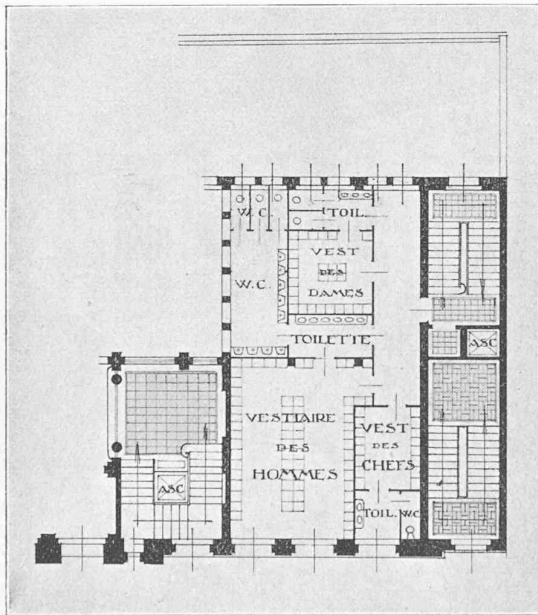 W.C.
TOIL.
VEST
DES
DAMES
W.C.
TOILETTE
ASC
VESTIAIRE
DES
HOMMES
VEST
DES
CHEFS
ASC
TOIL.
W.C.